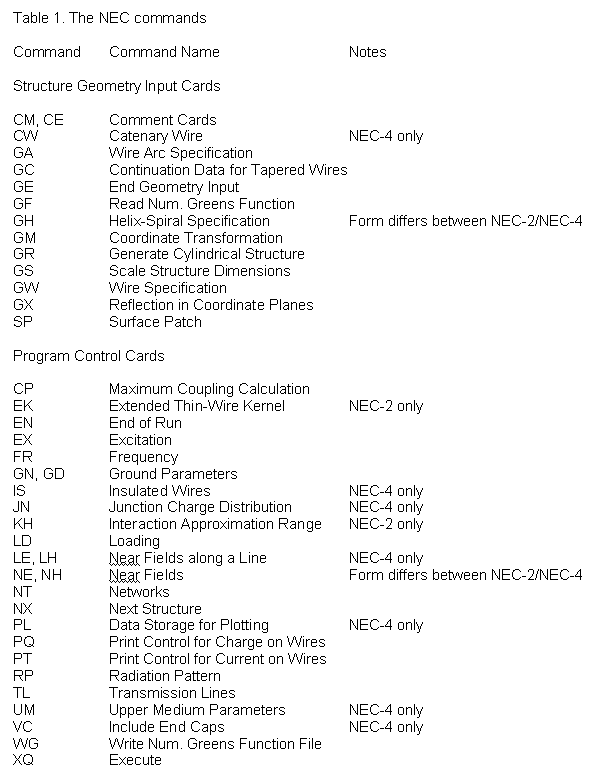 Table 1. The NEC commands
Command Command Name Notes
Structure Geometry Input Cards
CM, CE Comment Cards
CW Catenary Wire NEC-4 only
GA Wire Arc Specification
GC Continuation Data for Tapered Wires
GE End Geometry Input
GF Read Num. Greens Function
GH Helix-Spiral Specification Form differs between NEC-2/NEC-4
GM Coordinate Transformation
GR Generate Cylindrical Structure
GS Scale Structure Dimensions
GW Wire Specification
GX Reflection in Coordinate Planes
SP Surface Patch
Program Control Cards
CP Maximum Coupling Calculation
EK Extended Thin-Wire Kernel NEC-2 only
EN End of Run
EX Excitation
FR Frequency
GN, GD Ground Parameters
IS Insulated Wires NEC-4 only
JN Junction Charge Distribution NEC-4 only
KH Interaction Approximation Range NEC-2 only
LD Loading
LE, LH Near Fields along a Line NEC-4 only
NE, NH Near Fields Form differs between NEC-2/NEC-4
NT Networks
NX Next Structure
PL Data Storage for Plotting NEC-4 only
PQ Print Control for Charge on Wires
PT Print Control for Current on Wires
RP Radiation Pattern
TL Transmission Lines
UM Upper Medium Parameters NEC-4 only
VC Include End Caps NEC-4 only
WG Write Num. Greens Function File
XQ Execute